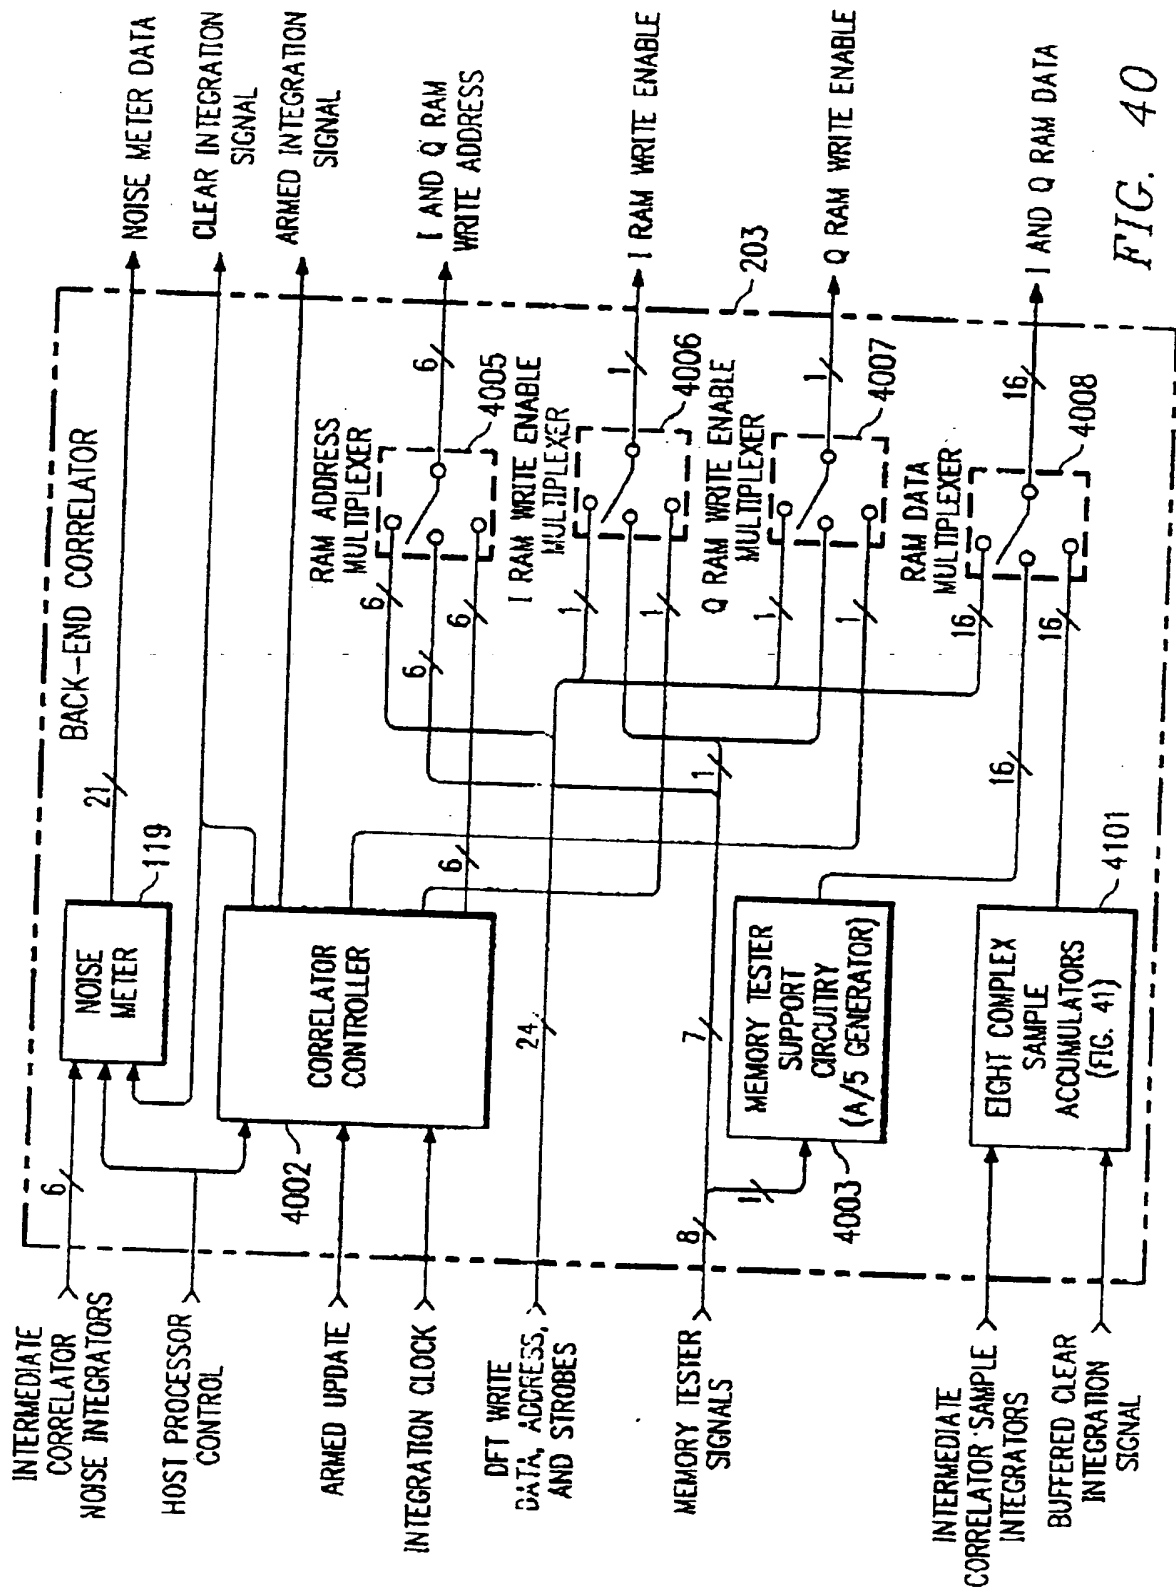 INTERMEDIATE
CORRELATOR
NOISE INTEGRATORS
HOST PROCESSOR
CONTROL
ARMED UPDATE
INTEGRATION CLOCK
DFT WRITE
DATA, ADDRESS,
AND STROBES
MEMORY TESTER
SIGNALS
INTERMEDIATE
CORRELATOR SAMPLE
INTEGRATORS
BUFFERED CLEAR
INTEGRATION
SIGNAL
BACK-END CORRELATOR
6
NOISE
METER
119
21
CORRELATOR
CONTROLLER
4002
6
24
8
7
1
1
MEMORY TESTER
SUPPORT
CIRCUITRY
(A/5 GENERATOR)
4003
16
EIGHT COMPLEX
SAMPLE
ACCUMULATORS
(FIG. 41)
4101
RAM ADDRESS
MULTIPLEXER
6
6
6
4005
6
I RAM WRITE ENABLE
MULTIPLEXER
1
1
4006
1
Q RAM WRITE ENABLE
MULTIPLEXER
1
1
4007
1
RAM DATA
MULTIPLEXER
16
16
4008
16
203
NOISE METER DATA
CLEAR INTEGRATION
SIGNAL
ARMED INTEGRATION
SIGNAL
I AND Q RAM
WRITE ADDRESS
I RAM WRITE ENABLE
Q RAM WRITE ENABLE
I AND Q RAM DATA
FIG. 40